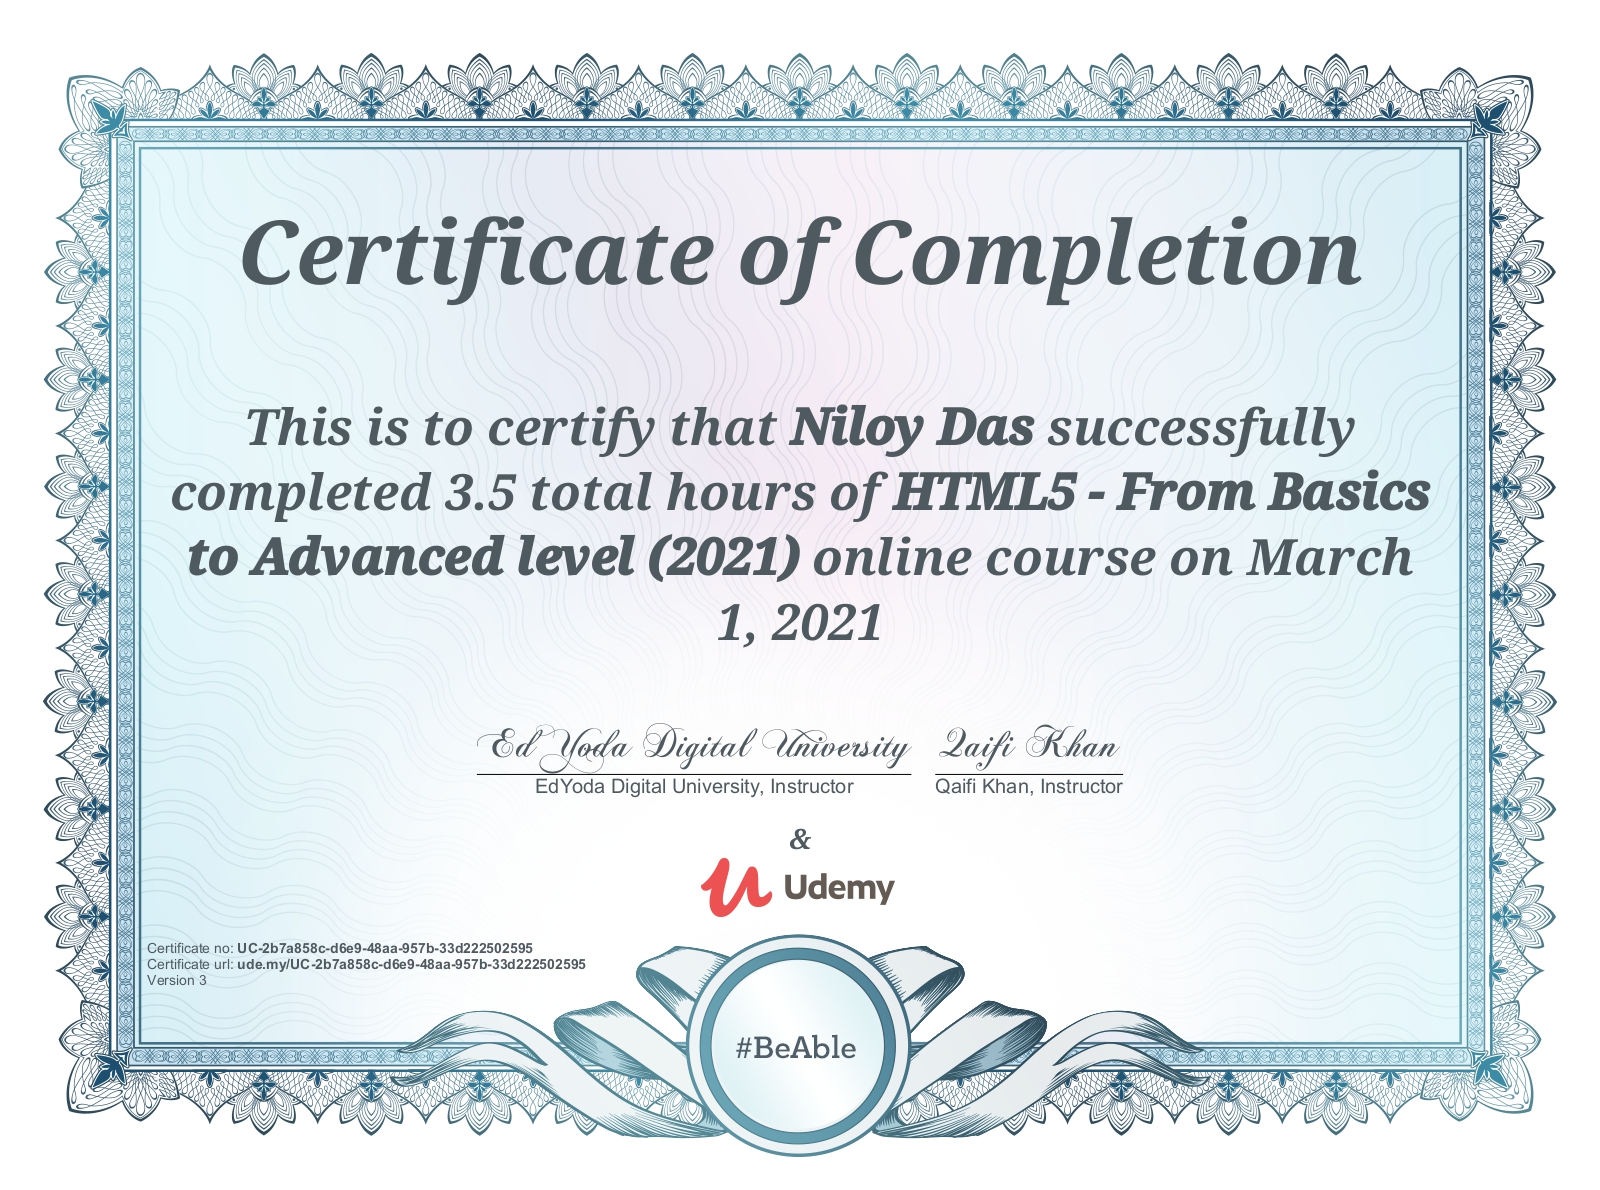 Certificate of Completion
This is to certify that Niloy Das successfully
completed 3.5 total hours of HTML5 - From Basics
to Advanced level (2021) online course on March
1, 2021
Ed Yoda Digital University Qaifi Khan
EdYoda Digital University, Instructor Qaifi Khan, Instructor
&
Udemy
Certificate no: UC-2b7a858c-d6e9-48aa-957b-33d222502595
Certificate url: ude.my/UC-2b7a858c-d6e9-48aa-957b-33d222502595
Version 3
#BeAble